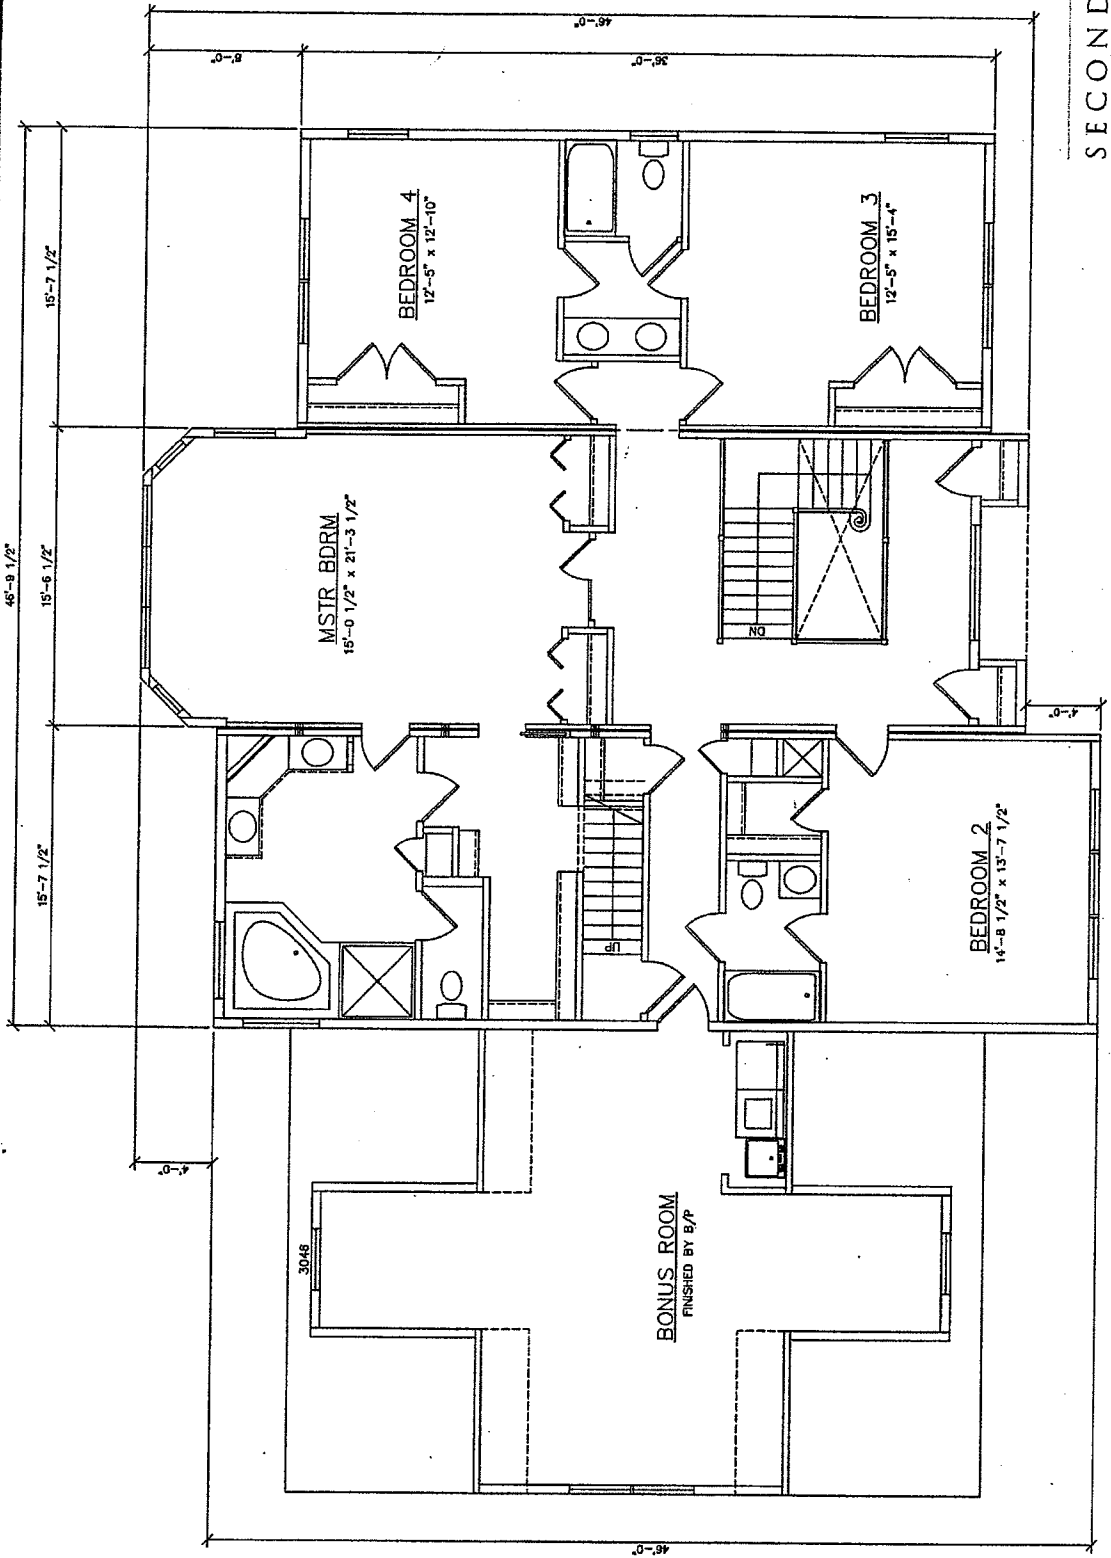 46'-0"
8'-0"
36'-0"
46'-9 1/2"
15'-7 1/2"
15'-6 1/2"
15'-7 1/2"
SECOND
BEDROOM 4
12'-5" x 12'-10"
BEDROOM 3
12'-5" x 15'-4"
MSTR BDRM
15'-0 1/2" x 21'-3 1/2"
DN
4'-0"
UP
BEDROOM 2
14'-8 1/2" x 13'-7 1/2"
4'-0"
3046
BONUS ROOM
FINISHED BY B/P
46'-0"